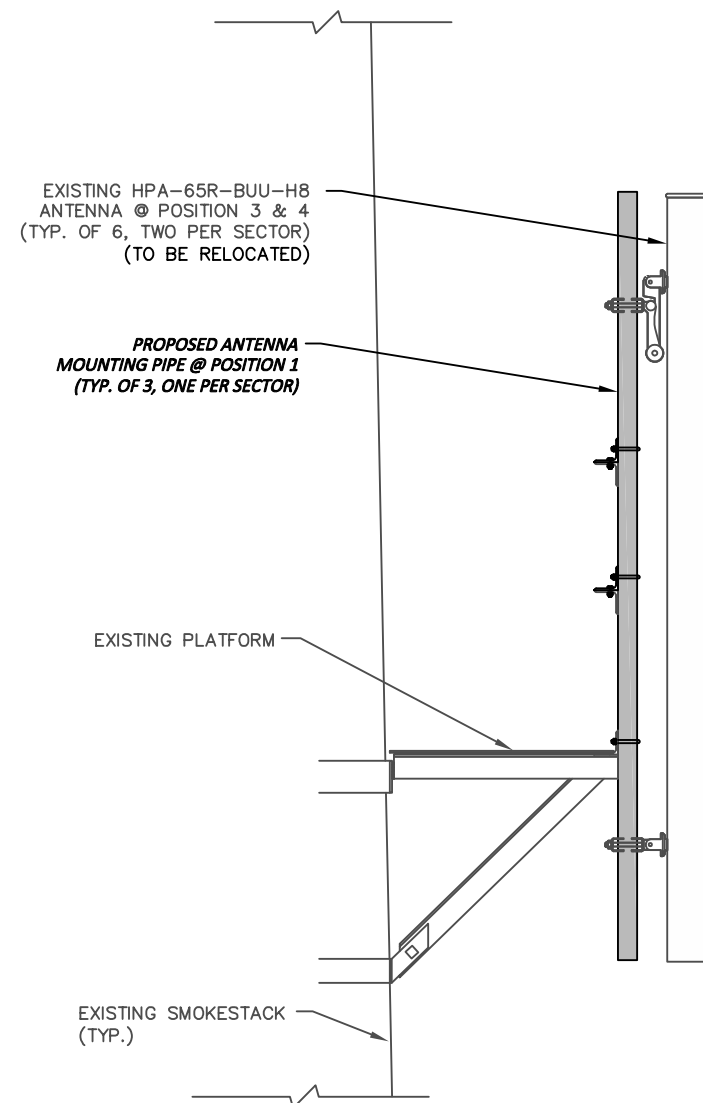 EXISTING HPA-65R-BUU-H8
ANTENNA @ POSITION 3 & 4
(TYP. OF 6, TWO PER SECTOR)
(TO BE RELOCATED)
PROPOSED ANTENNA
MOUNTING PIPE @ POSITION 1
(TYP. OF 3, ONE PER SECTOR)
EXISTING PLATFORM
EXISTING SMOKESTACK
(TYP.)